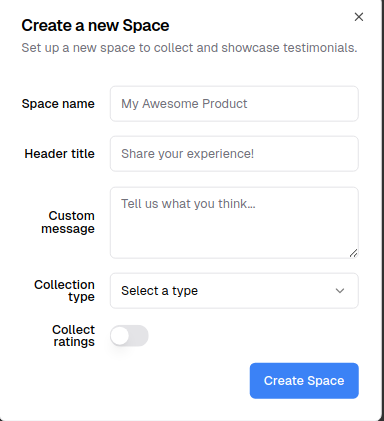 Create a new Space
Set up a new space to collect and showcase testimonials.
Space name
My Awesome Product
Header title
Share your experience!
Custom
message
Tell us what you think...
Collection
type
Select a type
Collect
ratings
Create Space